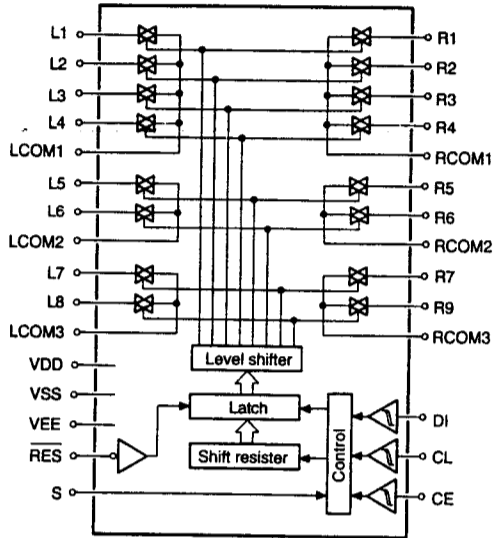 L1
L2
L3
L4
LCOM1
L5
L6
LCOM2
L7
L8
LCOM3
VDD
VSS
VEE
RES
S
R1
R2
R3
R4
RCOM1
R5
R6
RCOM2
R7
R9
RCOM3
DI
CL
CE
Level shifter
Latch
Shift resister
Control